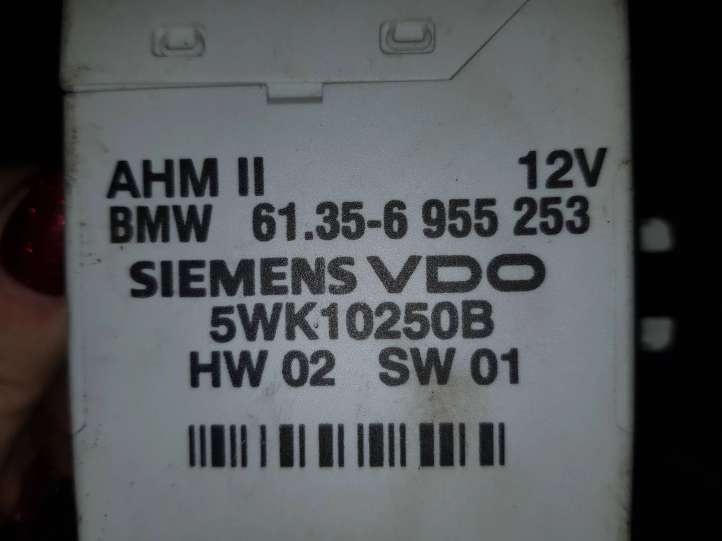 AHM II 12V
BMW 61.35-6 955 253
SIEMENS VDO
5WK10250B
HW 02 SW 01